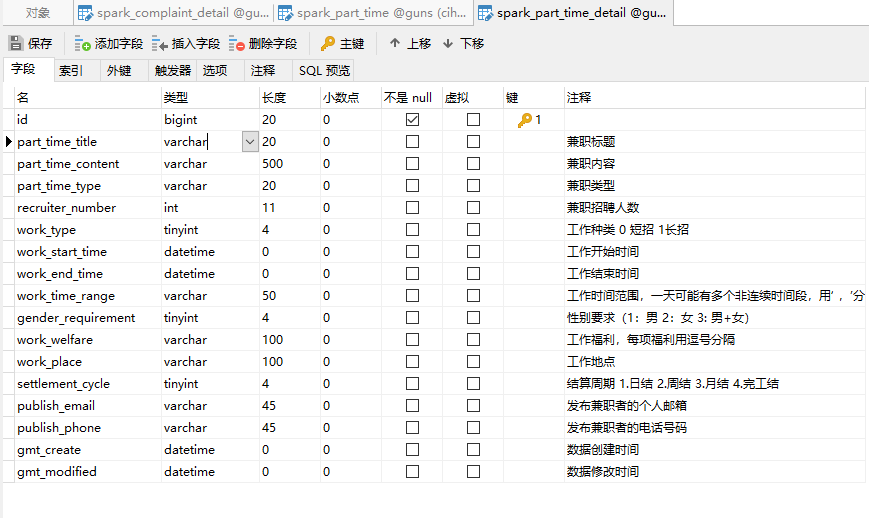 对象 spark_complaint_detail @gu... spark_part_time @guns (cih... spark_part_time_detail @gu...
保存 添加字段 插入字段 删除字段 主键 上移 下移
字段 索引 外键 触发器 选项 注释 SQL 预览
名 类型 长度 小数点 不是 null 虚拟 键 注释
id bigint 20 0 1
part_time_title varchar 20 0 兼职标题
part_time_content varchar 500 0 兼职内容
part_time_type varchar 20 0 兼职类型
recruiter_number int 11 0 兼职招聘人数
work_type tinyint 4 0 工作种类 0 短招 1长招
work_start_time datetime 0 0 工作开始时间
work_end_time datetime 0 0 工作结束时间
work_time_range varchar 50 0 工作时间范围，一天可能有多个非连续时间段，用‘，’分
gender_requirement tinyint 4 0 性别要求（1：男 2：女 3: 男+女）
work_welfare varchar 100 0 工作福利，每项福利用逗号分隔
work_place varchar 100 0 工作地点
settlement_cycle tinyint 4 0 结算周期 1.日结 2.周结 3.月结 4.完工结
publish_email varchar 45 0 发布兼职者的个人邮箱
publish_phone varchar 45 0 发布兼职者的电话号码
gmt_create datetime 0 0 数据创建时间
gmt_modified datetime 0 0 数据修改时间